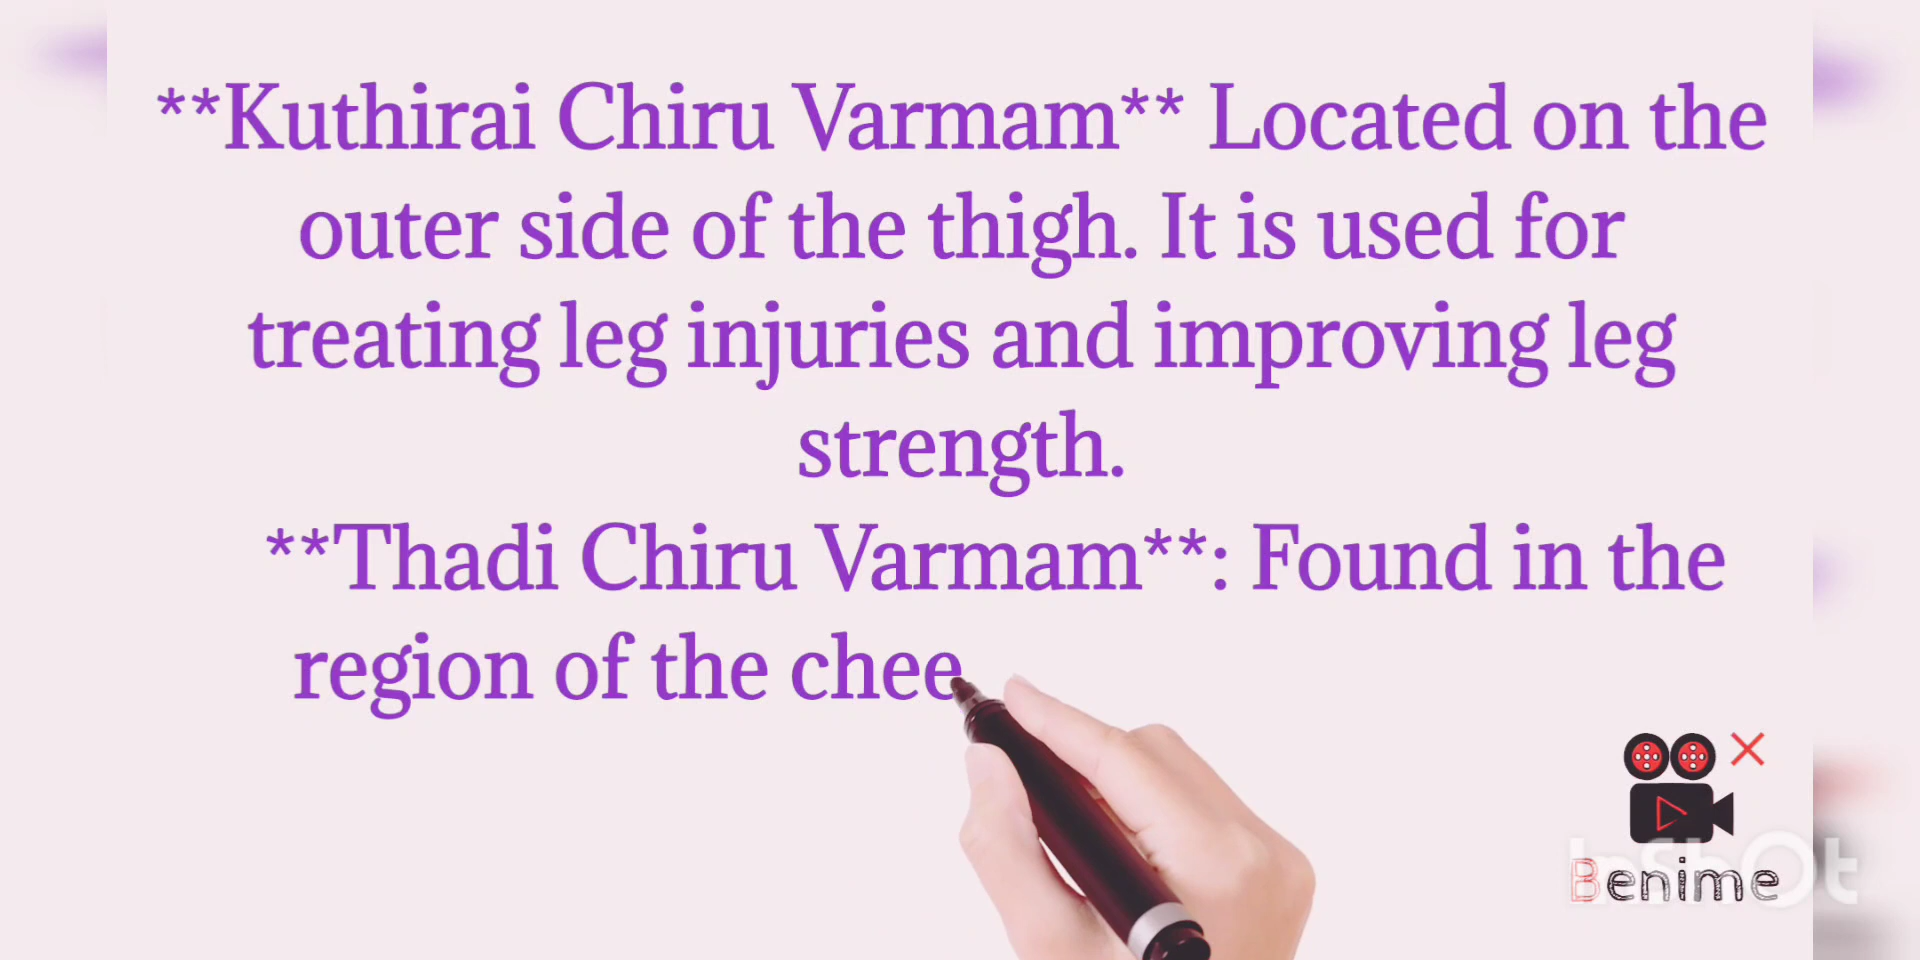 **Kuthirai Chiru Varmam** Located on the
outer side of the thigh. It is used for
treating leg injuries and improving leg
strength.
**Thadi Chiru Varmam**: Found in the
region of the chee
InShOt
Benime